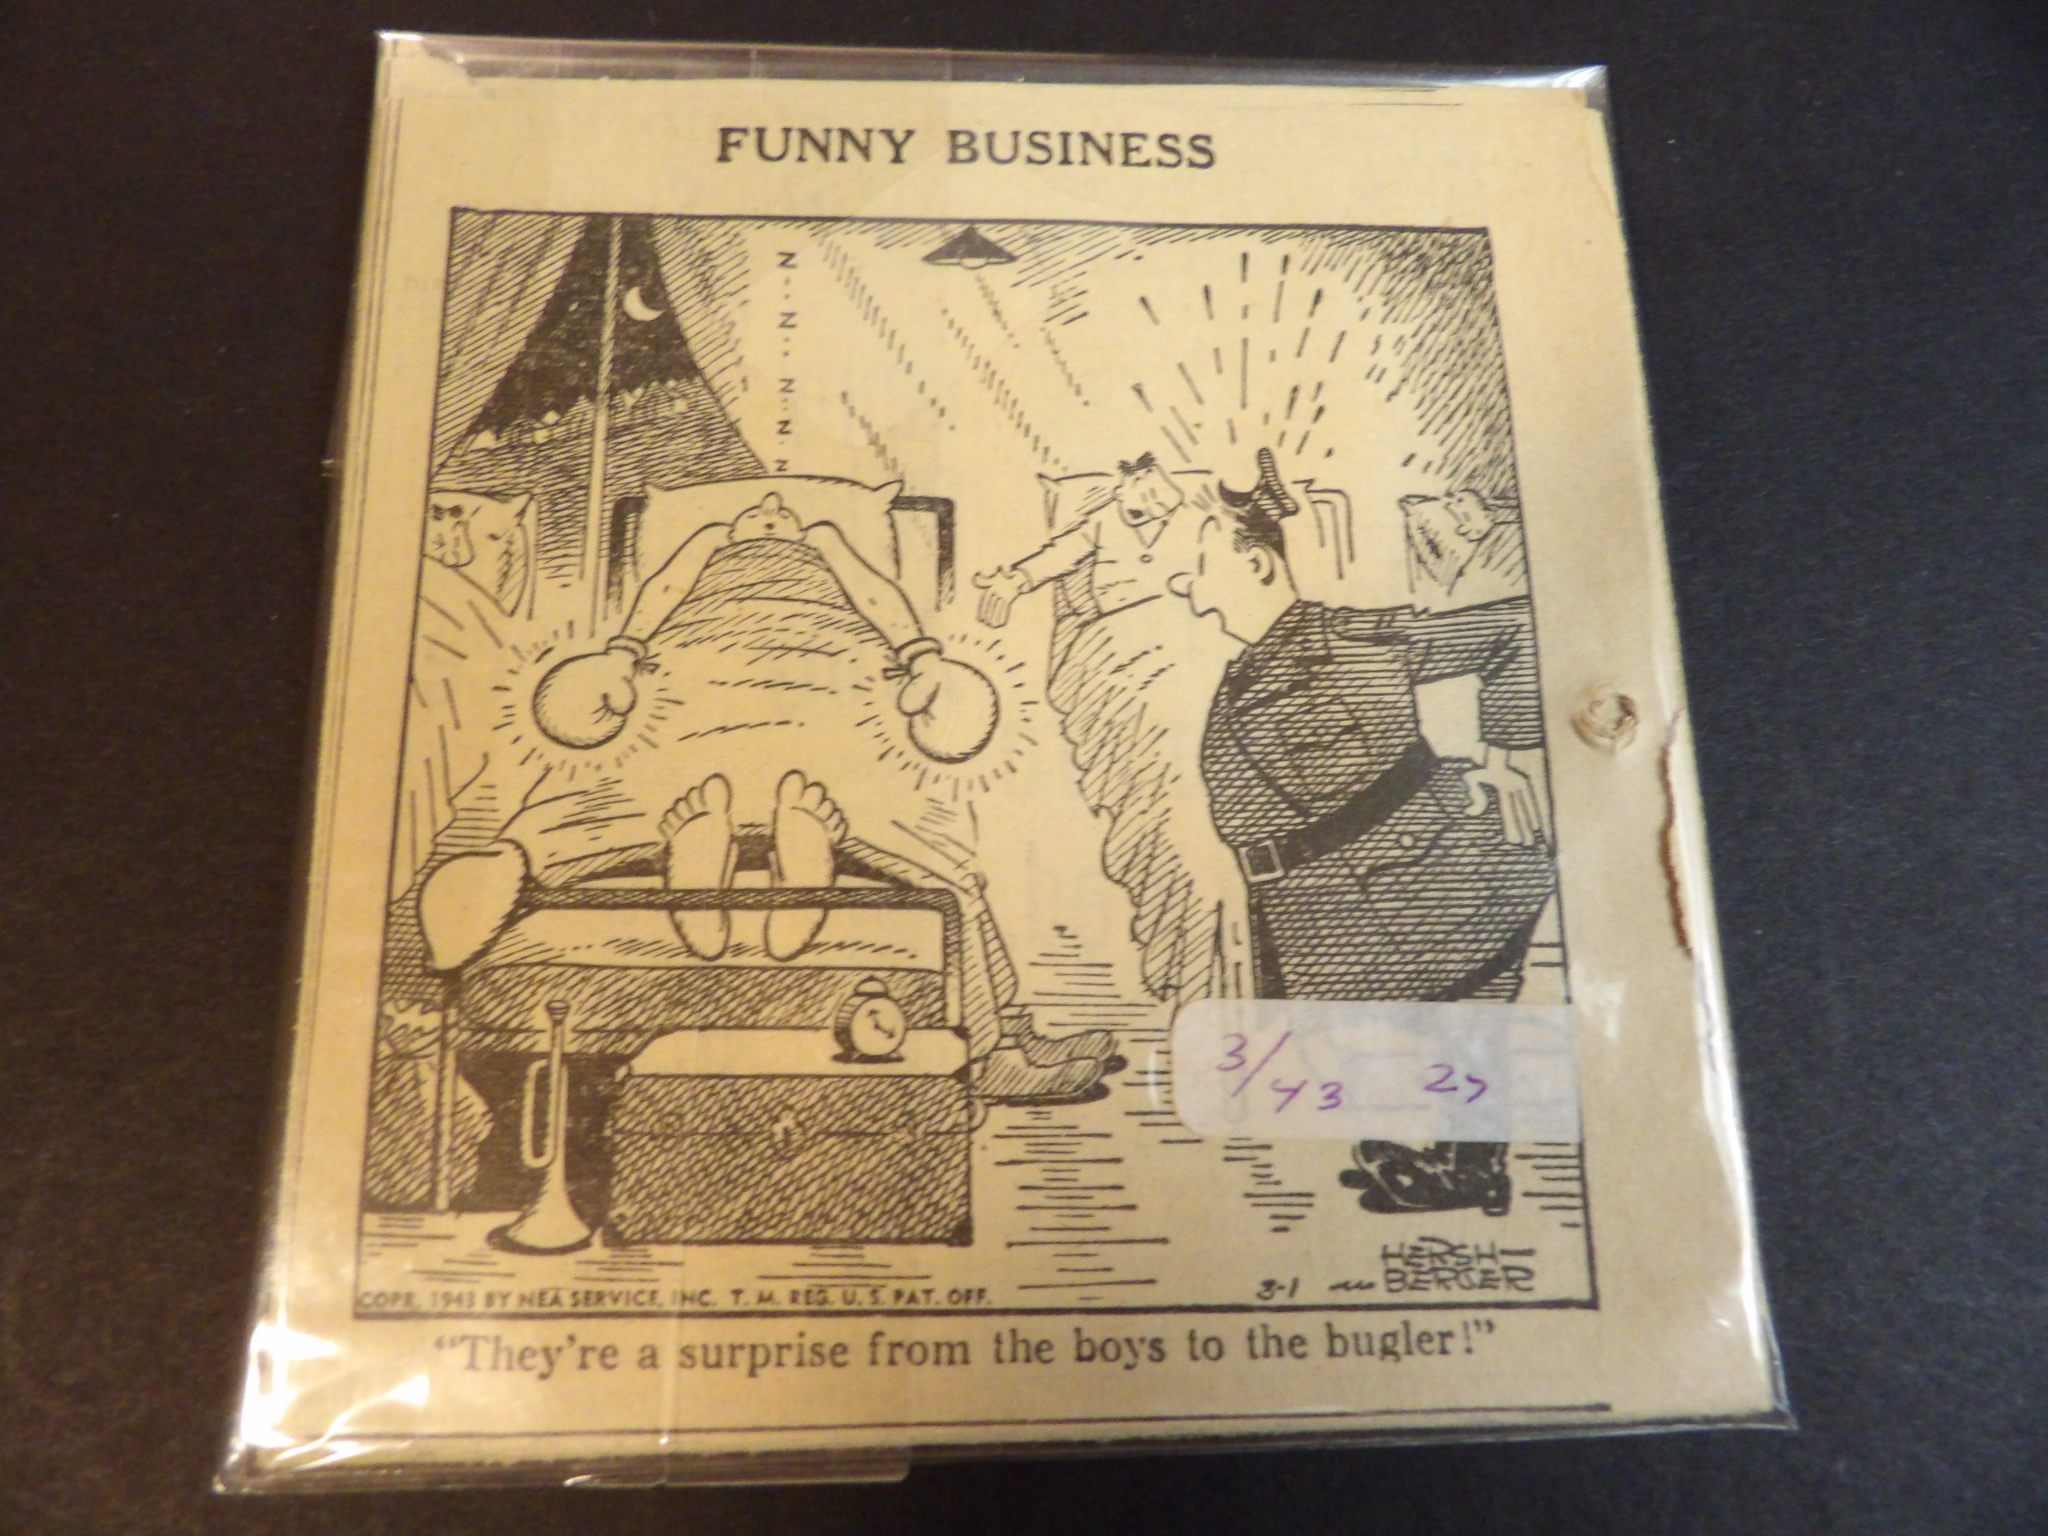 FUNNY BUSINESS
N
N
N
N
N
3/43 27
HERSH
BERGER
3-1
COPR. 1943 BY NEA SERVICE, INC. T. M. REG. U. S. PAT. OFF.
"They're a surprise from the boys to the bugler!"